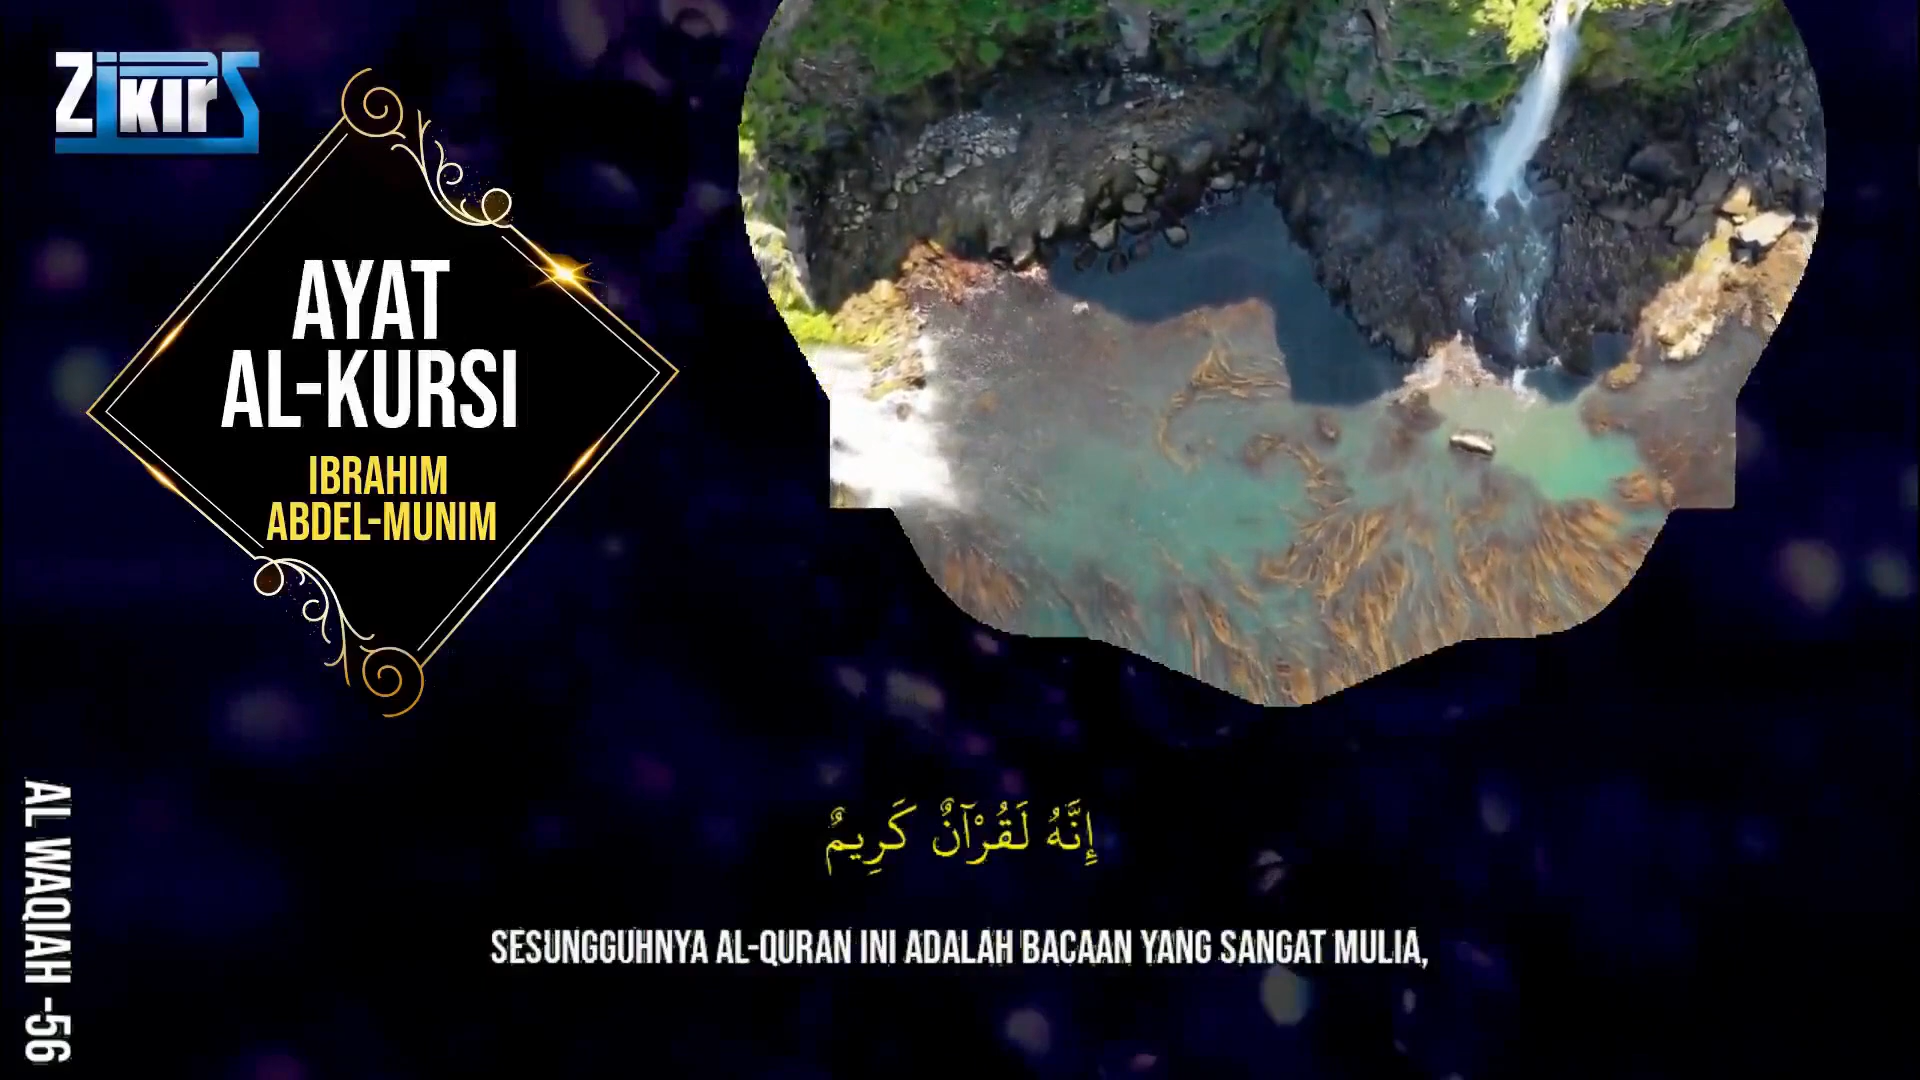 ZikirS
AYAT
AL-KURSI
IBRAHIM
ABDEL-MUNIM
إِنَّهُ لَقُرْآنٌ كَرِيمٌ
SESUNGGUHNYA AL-QURAN INI ADALAH BACAAN YANG SANGAT MULIA,
AL WAQIAH -56